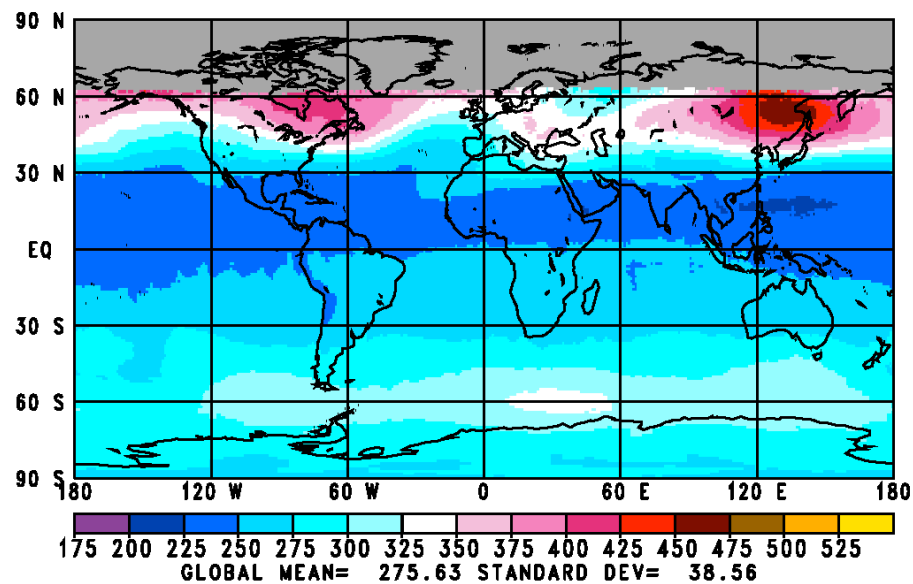 90 N
60 N
30 N
EQ
30 S
60 S
90 S
180 120 W 60 W 0 60 E 120 E 180
175 200 225 250 275 300 325 350 375 400 425 450 475 500 525
GLOBAL MEAN= 275.63 STANDARD DEV= 38.56